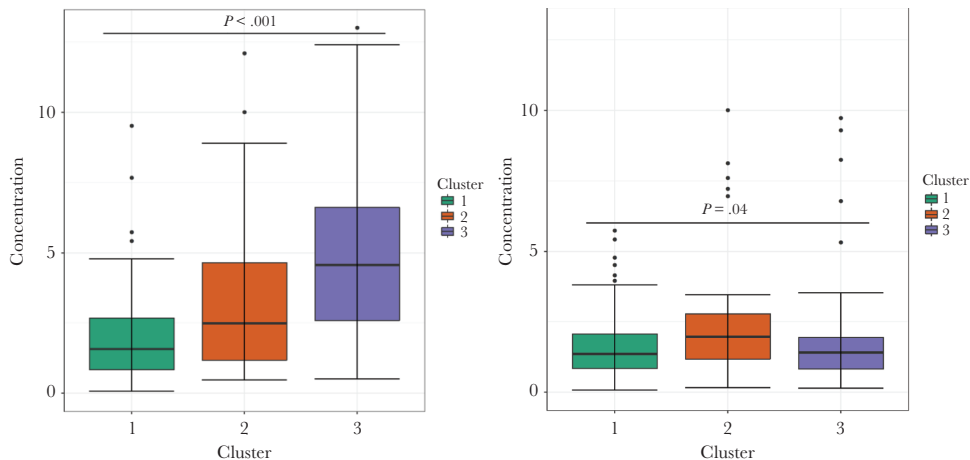 P < .001
10
5
0
Concentration
1 2 3
Cluster
Cluster
1
2
3
P = .04
10
5
0
Concentration
1 2 3
Cluster
Cluster
1
2
3